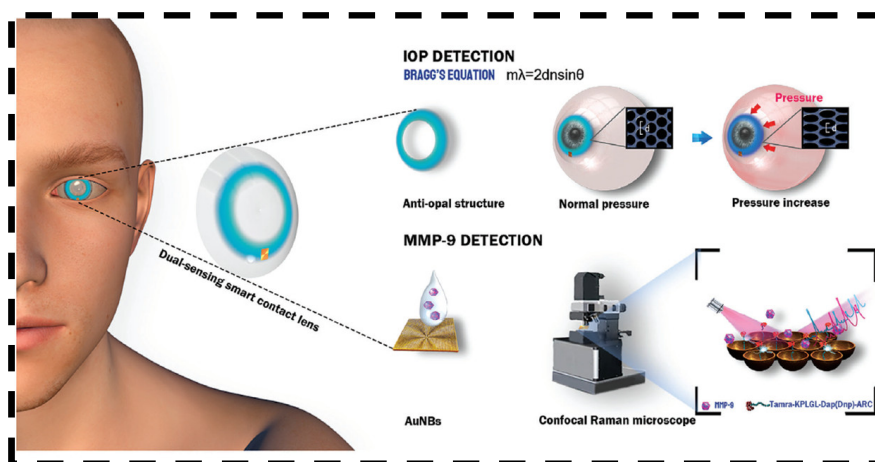 IOP DETECTION
BRAGG'S EQUATION mλ=2dnsinθ
Pressure
d
d
Anti-opal structure
Normal pressure
Pressure increase
MMP-9 DETECTION
Dual-sensing smart contact lens
AuNBs
Confocal Raman microscope
MMP-9
Tamra-KPLGL-Dap(Dnp)-ARC